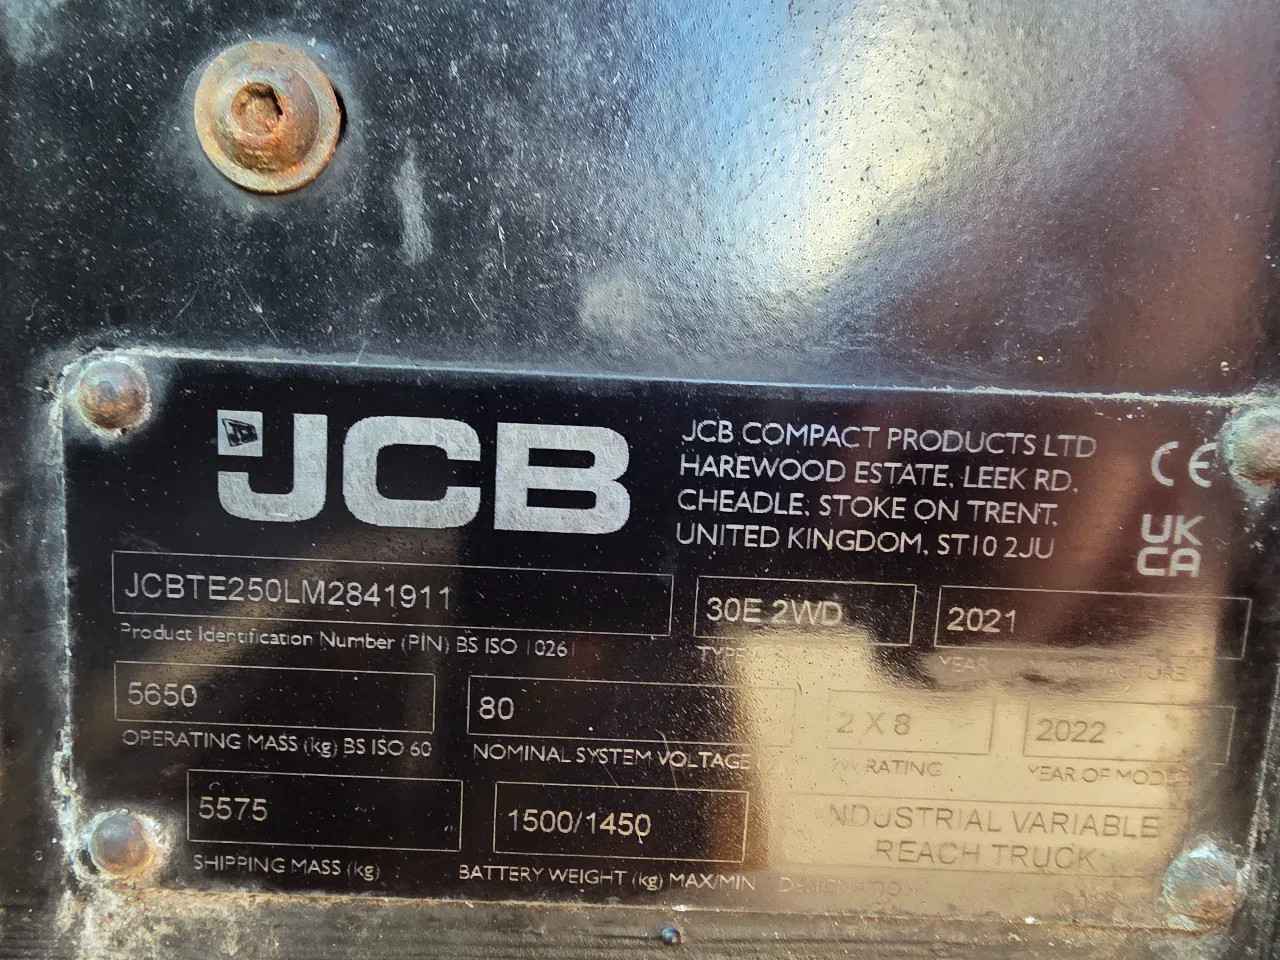 JCB
JCB COMPACT PRODUCTS LTD
HAREWOOD ESTATE, LEEK RD,
CHEADLE, STOKE ON TRENT,
UNITED KINGDOM, ST10 2JU
CE
UK
CA
JCBTE250LM2841911
Product Identification Number (PIN) BS ISO 10261
30E 2WD
TYPE
2021
YEAR
5650
OPERATING MASS (kg) BS ISO 60
80
NOMINAL SYSTEM VOLTAGE
2 X 8
RATING
2022
YEAR OF MODEL
5575
SHIPPING MASS (kg)
1500/1450
BATTERY WEIGHT (kg) MAX/MIN
INDUSTRIAL VARIABLE
REACH TRUCK